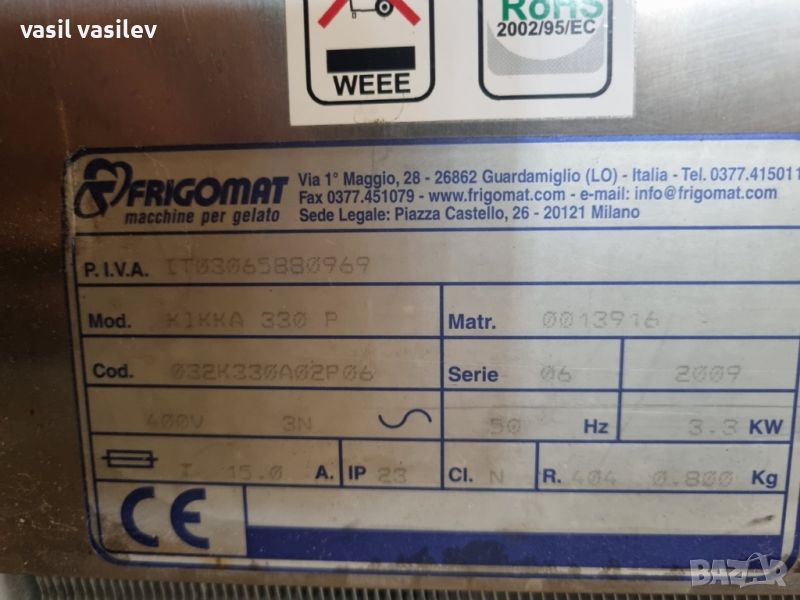 vasil vasilev
WEEE
RoHS
2002/95/EC
FRIGOMAT
macchine per gelato
Via 1° Maggio, 28 - 26862 Guardamiglio (LO) - Italia - Tel. 0377.415011
Fax 0377.451079 - www.frigomat.com - e-mail: info@frigomat.com
Sede Legale: Piazza Castello, 26 - 20121 Milano
P.I.V.A. IT03065880969
Mod. KIKKA 330 P Matr. 0013916 -
Cod. 032K330A02P06 Serie 06 2009
400V 3N 50 Hz 3.3 KW
I 15.0 A. IP 23 Cl. N R. 404 0.800 Kg
CE
BAZAR